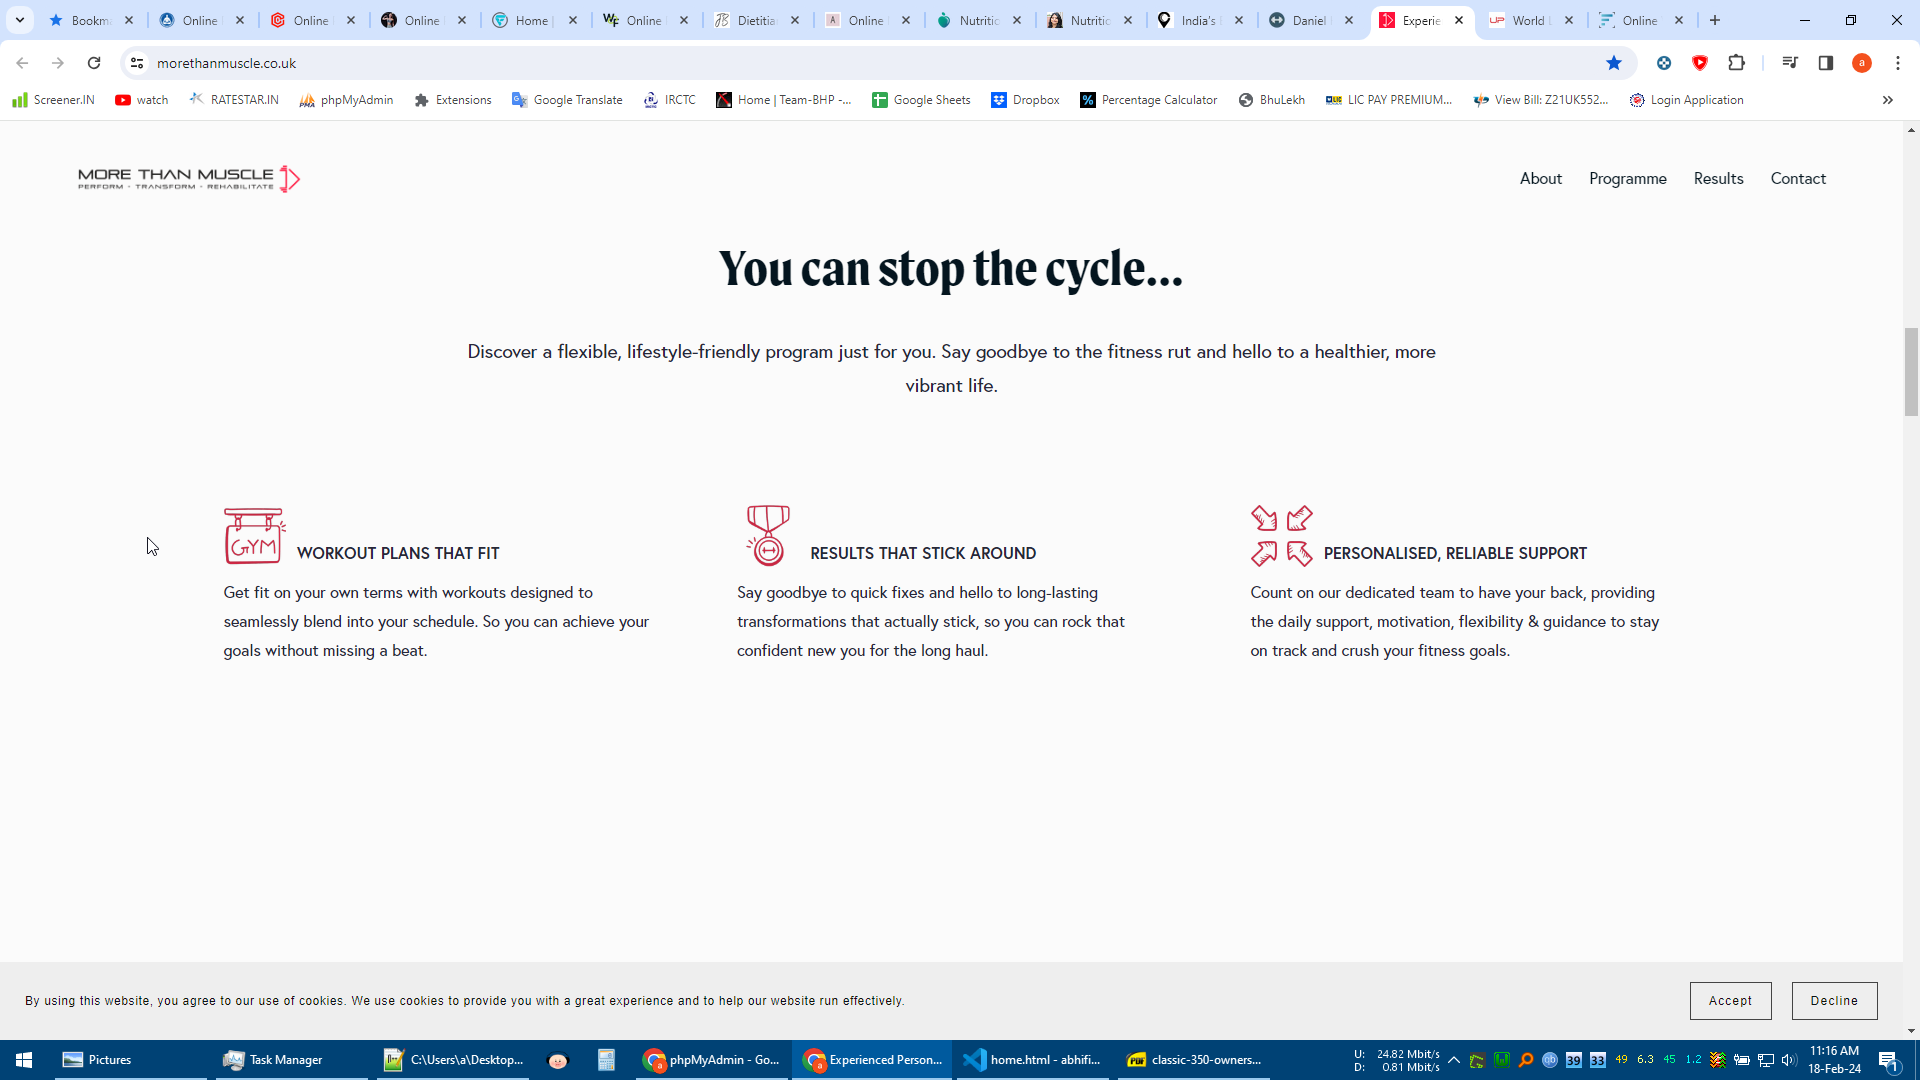 Bookma
Online
Online
Online
Home |
Online
Dietitia
Online
Nutritio
Nutritio
India's
Daniel
Experie
World
Online
morethanmuscle.co.uk
Screener.IN
watch
RATESTAR.IN
phpMyAdmin
Extensions
Google Translate
IRCTC
Home | Team-BHP -...
Google Sheets
Dropbox
Percentage Calculator
BhuLekh
LIC PAY PREMIUM...
View Bill: Z21UK552...
Login Application
MORE THAN MUSCLE
PERFORM - TRANSFORM - REHABILITATE
About
Programme
Results
Contact
You can stop the cycle...
Discover a flexible, lifestyle-friendly program just for you. Say goodbye to the fitness rut and hello to a healthier, more
vibrant life.
GYM
WORKOUT PLANS THAT FIT
Get fit on your own terms with workouts designed to
seamlessly blend into your schedule. So you can achieve your
goals without missing a beat.
RESULTS THAT STICK AROUND
Say goodbye to quick fixes and hello to long-lasting
transformations that actually stick, so you can rock that
confident new you for the long haul.
PERSONALISED, RELIABLE SUPPORT
Count on our dedicated team to have your back, providing
the daily support, motivation, flexibility & guidance to stay
on track and crush your fitness goals.
By using this website, you agree to our use of cookies. We use cookies to provide you with a great experience and to help our website run effectively.
Accept
Decline
Pictures
Task Manager
C:\Users\a\Desktop...
phpMyAdmin - Go...
Experienced Person...
home.html - abhifi...
classic-350-owners...
U: 24.82 Mbit/s
D: 0.81 Mbit/s
39
33
49
6.3
45
1.2
11:16 AM
18-Feb-24
1